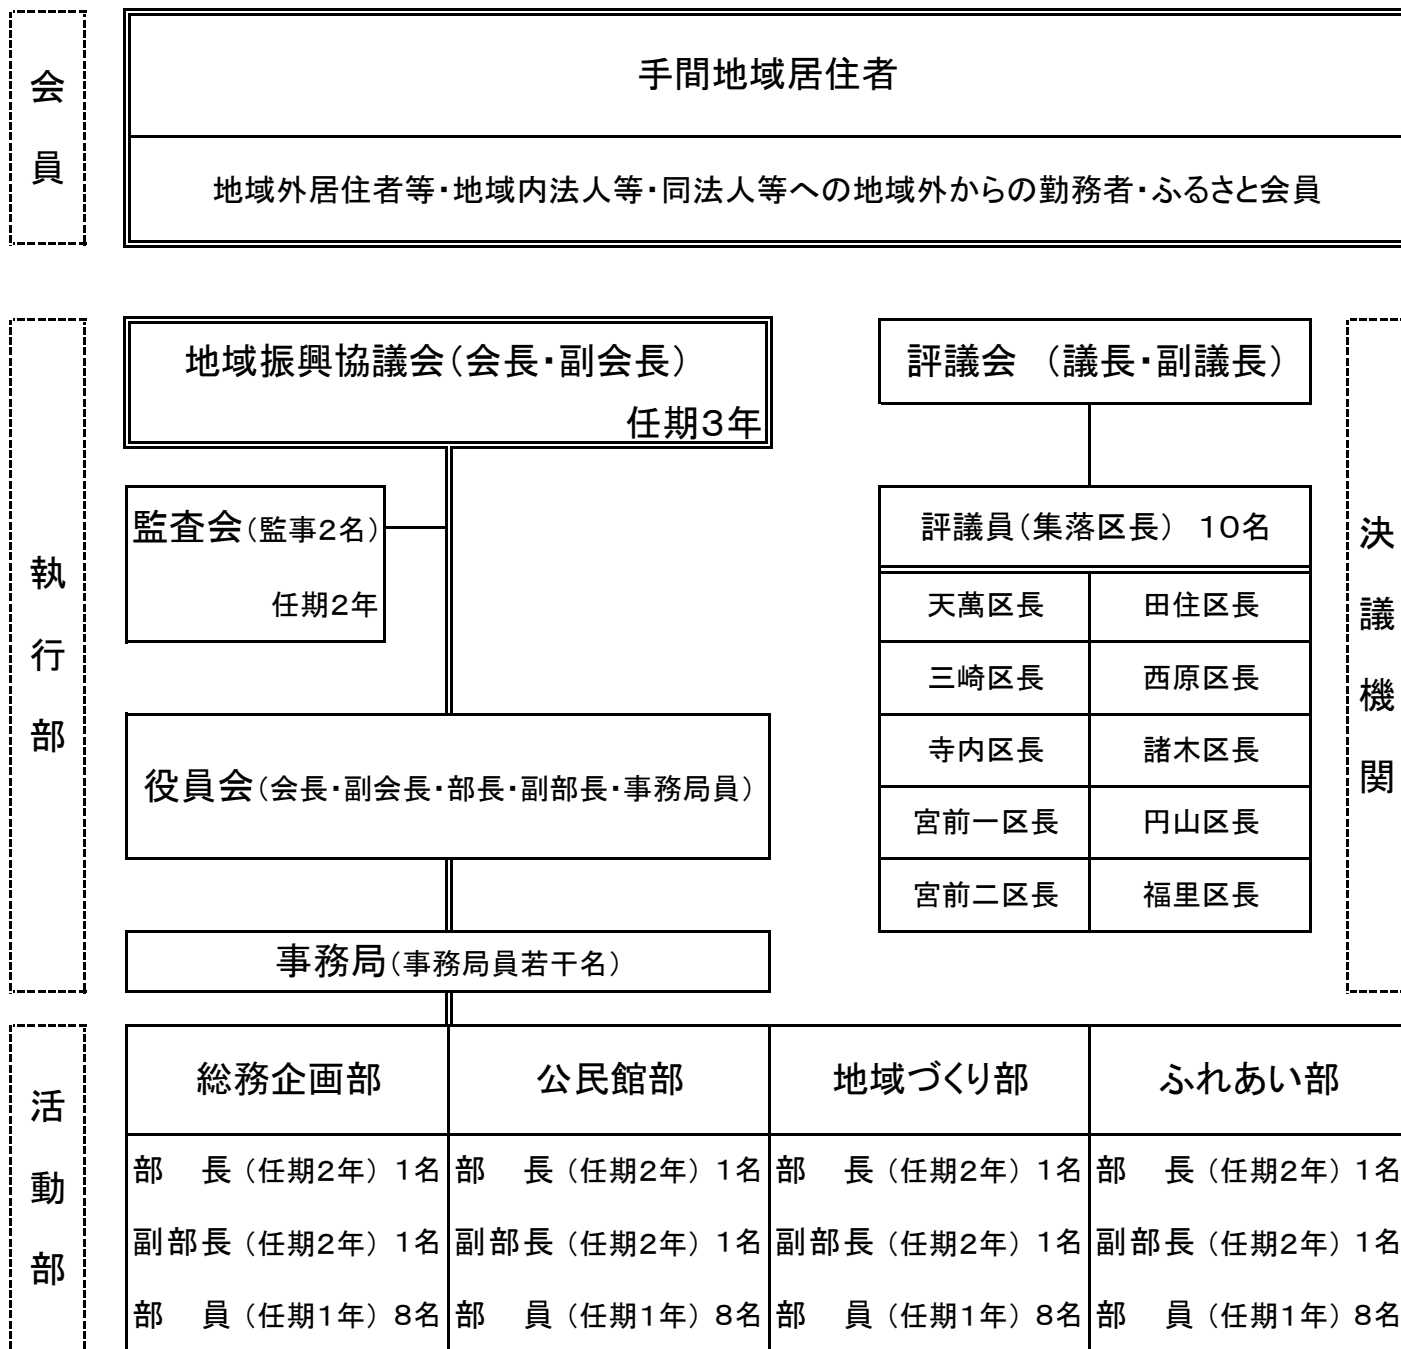 会員
手間地域居住者
地域外居住者等・地域内法人等・同法人等への地域外からの勤務者・ふるさと会員
執行部
地域振興協議会（会長・副会長）
任期３年
監査会（監事２名）
任期２年
役員会（会長・副会長・部長・副部長・事務局員）
事務局（事務局員若干名）
評議会　（議長・副議長）
評議員（集落区長）　１０名
天萬区長　田住区長
三崎区長　西原区長
寺内区長　諸木区長
宮前一区長　円山区長
宮前二区長　福里区長
決議機関
活動部
総務企画部　公民館部　地域づくり部　ふれあい部
部　長（任期２年）１名　部　長（任期２年）１名　部　長（任期２年）１名　部　長（任期２年）１名
副部長（任期２年）１名　副部長（任期２年）１名　副部長（任期２年）１名　副部長（任期２年）１名
部　員（任期１年）８名　部　員（任期１年）８名　部　員（任期１年）８名　部　員（任期１年）８名